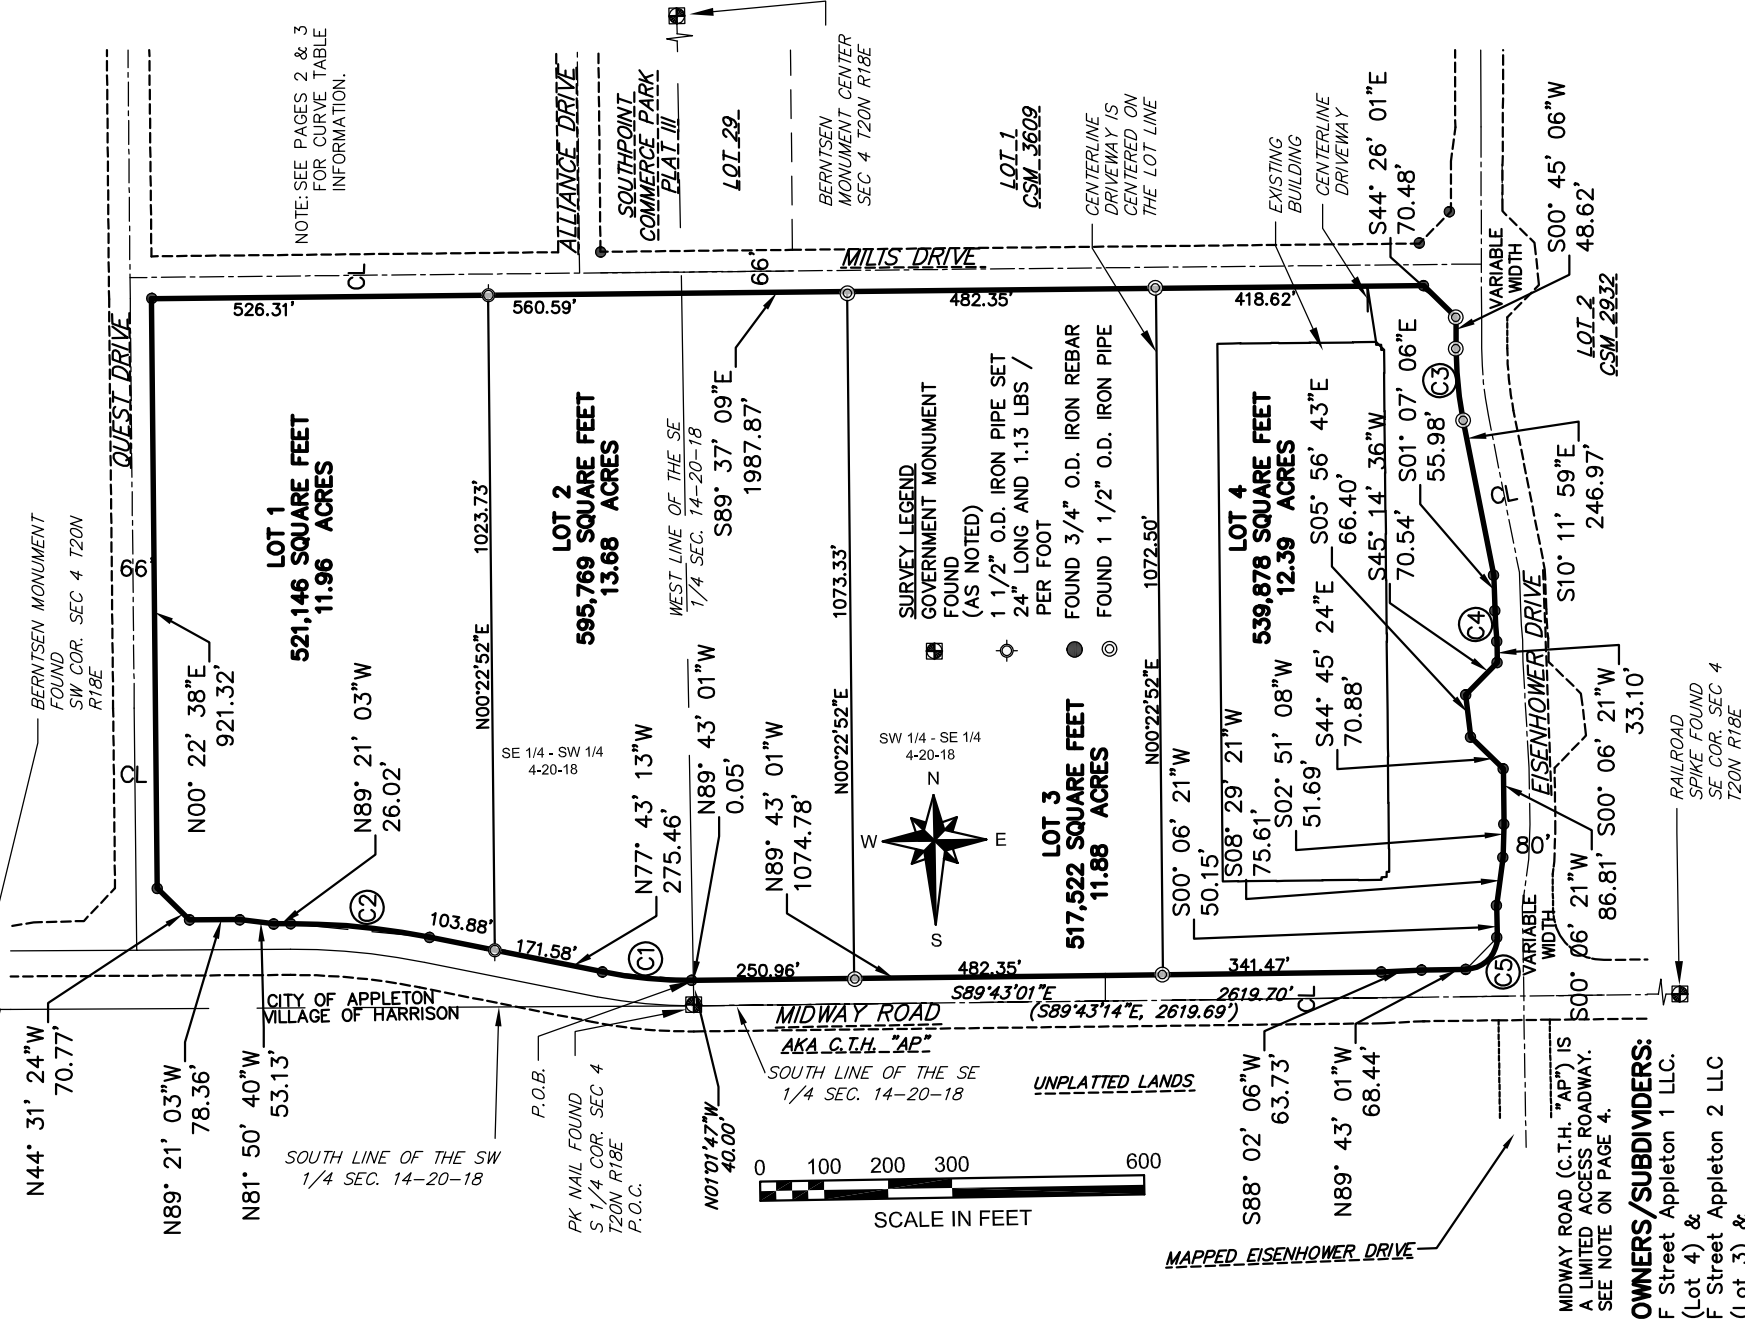 NOTE: SEE PAGES 2 & 3
FOR CURVE TABLE
INFORMATION.
BERNTSEN MONUMENT
FOUND
SW COR. SEC 4 T20N
R18E
QUEST DRIVE
66'
CL
N00° 22' 38"E
921.32'
LOT 1
521,146 SQUARE FEET
11.96 ACRES
526.31'
CL
N44° 31' 24"W
70.77'
N89° 21' 03"W
78.36'
N81° 50' 40"W
53.13'
N89° 21' 03"W
26.02'
C2
103.88'
N00°22'52"E
1023.73'
ALLIANCE DRIVE
SOUTHPOINT
COMMERCE PARK
PLAT III
LOT 29
BERNTSEN
MONUMENT CENTER
SEC 4 T20N R18E
LOT 2
595,769 SQUARE FEET
13.68 ACRES
560.59'
SE 1/4 - SW 1/4
4-20-18
WEST LINE OF THE SE
1/4 SEC. 14-20-18
S89° 37' 09"E
1987.87'
66'
MILTS DRIVE
171.58'
N77° 43' 13"W
275.46'
C1
N89° 43' 01"W
0.05'
N89° 43' 01"W
1074.78'
250.96'
N00°22'52"E
1073.33'
CITY OF APPLETON
VILLAGE OF HARRISON
SOUTH LINE OF THE SW
1/4 SEC. 14-20-18
P.O.B.
PK NAIL FOUND
S 1/4 COR. SEC 4
T20N R18E
P.O.C.
N01°01'47"W
40.00'
SOUTH LINE OF THE SE
1/4 SEC. 14-20-18
MIDWAY ROAD
AKA C.T.H. "AP"
S89°43'01"E
2619.70'
(S89°43'14"E, 2619.69')
CL
SURVEY LEGEND
GOVERNMENT MONUMENT
FOUND
(AS NOTED)
1 1/2" O.D. IRON PIPE SET
24" LONG AND 1.13 LBS /
PER FOOT
FOUND 3/4" O.D. IRON REBAR
FOUND 1 1/2" O.D. IRON PIPE
SW 1/4 - SE 1/4
4-20-18
N
W
E
S
LOT 3
517,522 SQUARE FEET
11.88 ACRES
482.35'
482.35'
N00°22'52"E
1072.50'
LOT 1
CSM 3609
CENTERLINE
DRIVEWAY IS
CENTERED ON
THE LOT LINE
EXISTING
BUILDING
CENTERLINE
DRIVEWAY
418.62'
LOT 4
539,878 SQUARE FEET
12.39 ACRES
341.47'
S44° 26' 01"E
70.48'
S00° 45' 06"W
48.62'
VARIABLE
WIDTH
C3
LOT 2
CSM 2932
S10° 11' 59"E
246.97'
CL
S01° 07' 06"E
55.98'
C4
S00° 06' 21"W
33.10'
S45° 14' 36"W
70.54'
S05° 56' 43"E
66.40'
S44° 45' 24"E
70.88'
S00° 06' 21"W
86.81'
S02° 51' 08"W
51.69'
S08° 29' 21"W
75.61'
S00° 06' 21"W
50.15'
C5
EISENHOWER DRIVE
80'
VARIABLE
WIDTH
S00° 06' 21"W
RAILROAD
SPIKE FOUND
SE COR. SEC 4
T20N R18E
UNPLATTED LANDS
S88° 02' 06"W
63.73'
N89° 43' 01"W
68.44'
MAPPED EISENHOWER DRIVE
0 100 200 300 600
SCALE IN FEET
MIDWAY ROAD (C.T.H. "AP") IS
A LIMITED ACCESS ROADWAY.
SEE NOTE ON PAGE 4.
OWNERS/SUBDIVIDERS:
F Street Appleton 1 LLC.
(Lot 4) &
F Street Appleton 2 LLC
(Lot 3) &